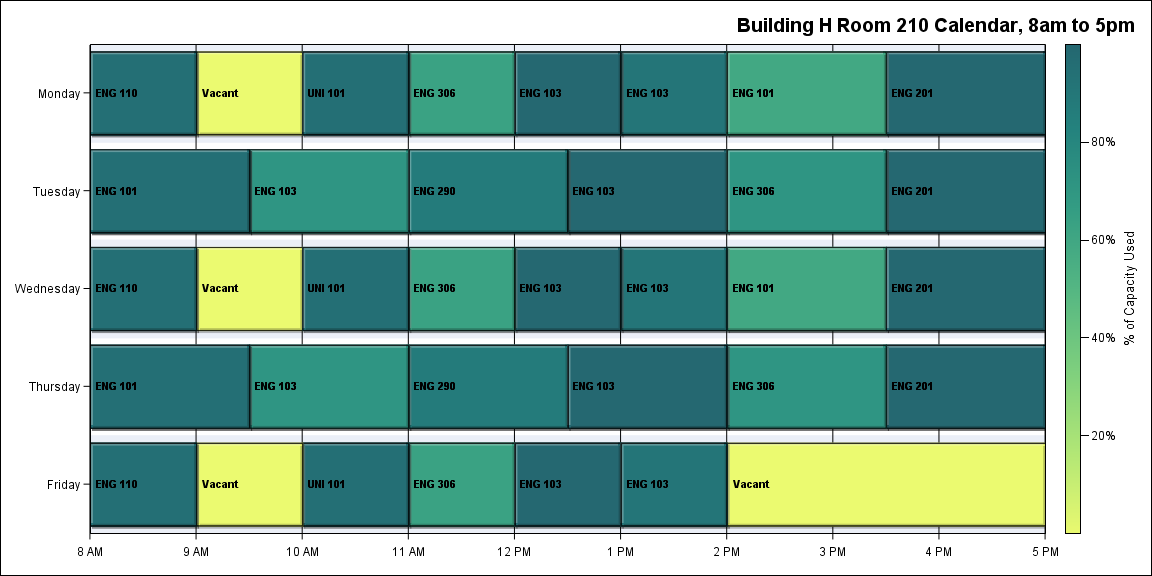 Building H Room 210 Calendar, 8am to 5pm
Monday
ENG 110
Vacant
UNI 101
ENG 306
ENG 103
ENG 103
ENG 101
ENG 201
Tuesday
ENG 101
ENG 103
ENG 290
ENG 103
ENG 306
ENG 201
Wednesday
ENG 110
Vacant
UNI 101
ENG 306
ENG 103
ENG 103
ENG 101
ENG 201
Thursday
ENG 101
ENG 103
ENG 290
ENG 103
ENG 306
ENG 201
Friday
ENG 110
Vacant
UNI 101
ENG 306
ENG 103
ENG 103
Vacant
8 AM
9 AM
10 AM
11 AM
12 PM
1 PM
2 PM
3 PM
4 PM
5 PM
80%
60%
40%
20%
% of Capacity Used